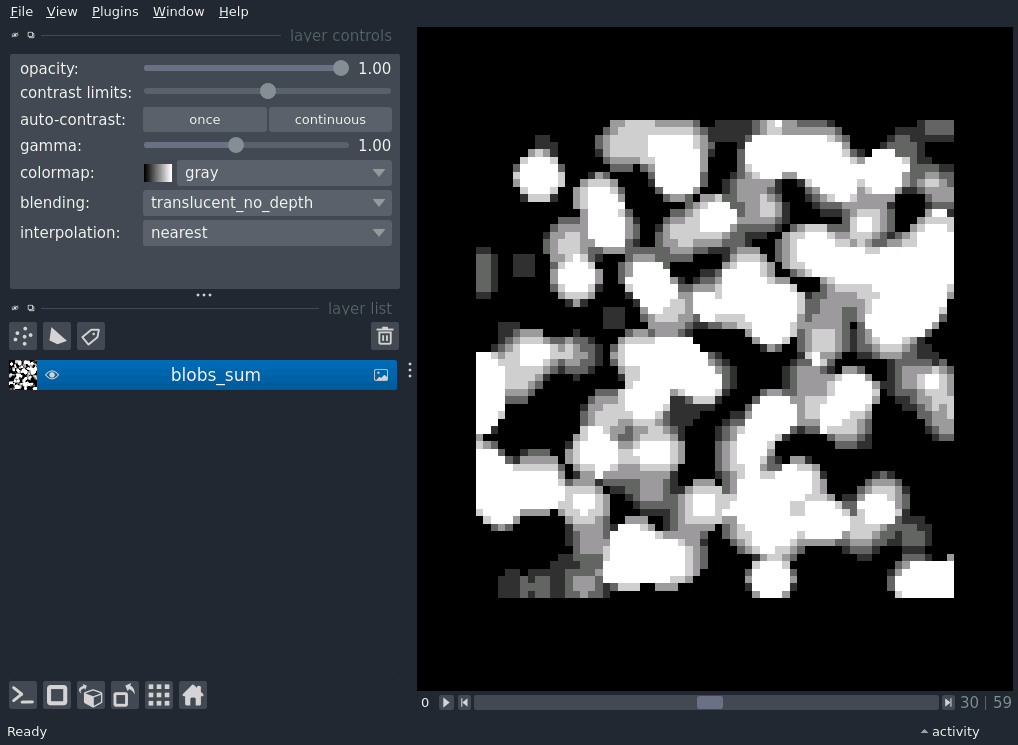 File View Plugins Window Help
layer controls
opacity: 1.00
contrast limits:
auto-contrast: once continuous
gamma: 1.00
colormap: gray
blending: translucent_no_depth
interpolation: nearest
layer list
blobs_sum
0 30 59
Ready activity